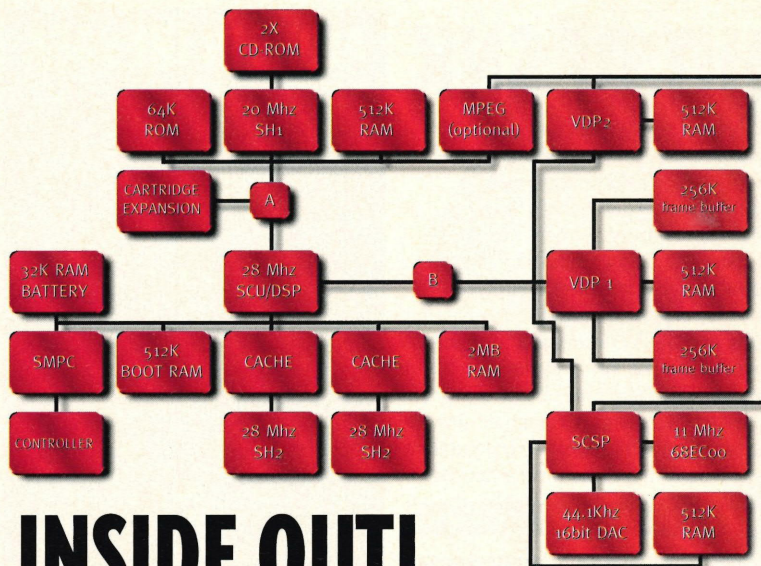 2X
CD-ROM
64K
ROM
20 Mhz
SH1
512K
RAM
MPEG
(optional)
VDP2
512K
RAM
CARTRIDGE
EXPANSION
A
256K
frame-buffer
32K RAM
BATTERY
28 Mhz
SCU/DSP
B
VDP 1
512K
RAM
SMPC
512K
BOOT RAM
CACHE
CACHE
2MB
RAM
256K
frame buffer
CONTROLLER
28 Mhz
SH2
28 Mhz
SH2
SCSP
11 Mhz
68EC00
44.1Khz
16bit DAC
512K
RAM
INSIDE OUT!